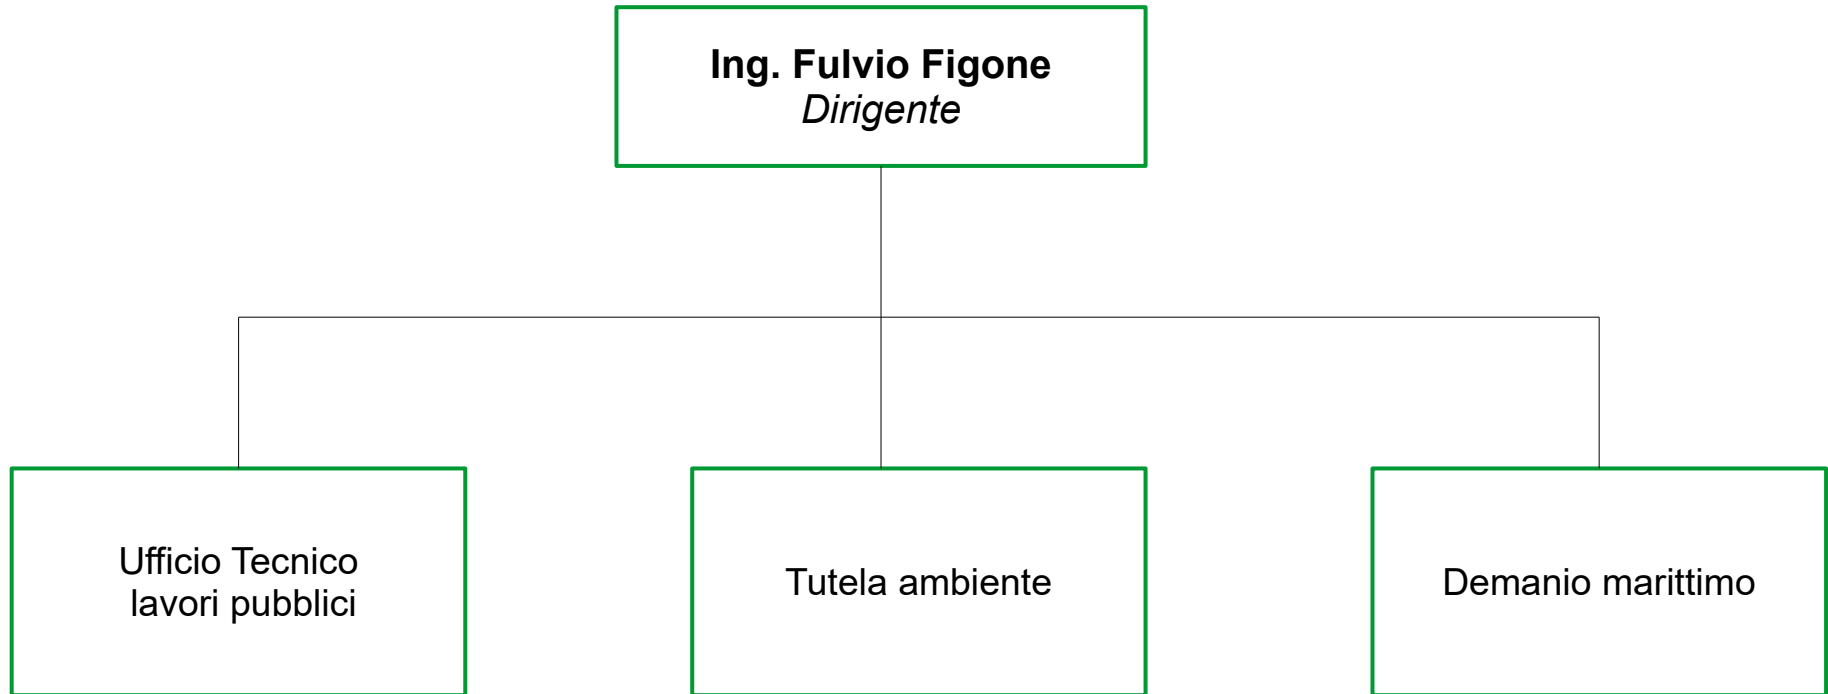 Ing. Fulvio Figone
Dirigente
Ufficio Tecnico
lavori pubblici
Tutela ambiente
Demanio marittimo